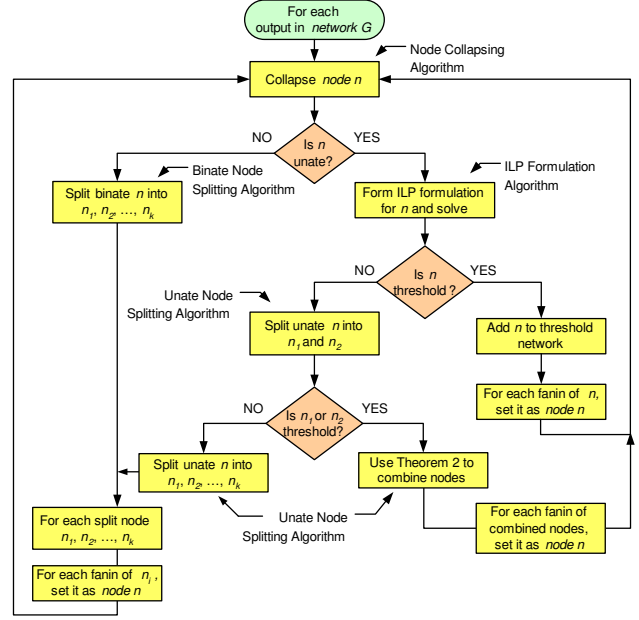 For each
output in network G
Node Collapsing
Algorithm
Collapse node n
NO
YES
Is n
unate?
Binate Node
Splitting Algorithm
ILP Formulation
Algorithm
Split binate n into
n1, n2, ..., nk
Form ILP formulation
for n and solve
NO
YES
Is n
threshold ?
Unate Node
Splitting Algorithm
Split unate n into
n1 and n2
Add n to threshold
network
For each fanin of n,
set it as node n
NO
YES
Is n1 or n2
threshold?
Split unate n into
n1, n2, ..., nk
Use Theorem 2 to
combine nodes
For each split node
n1, n2, ..., nk
Unate Node
Splitting Algorithm
For each fanin of
combined nodes,
set it as node n
For each fanin of ni ,
set it as node n